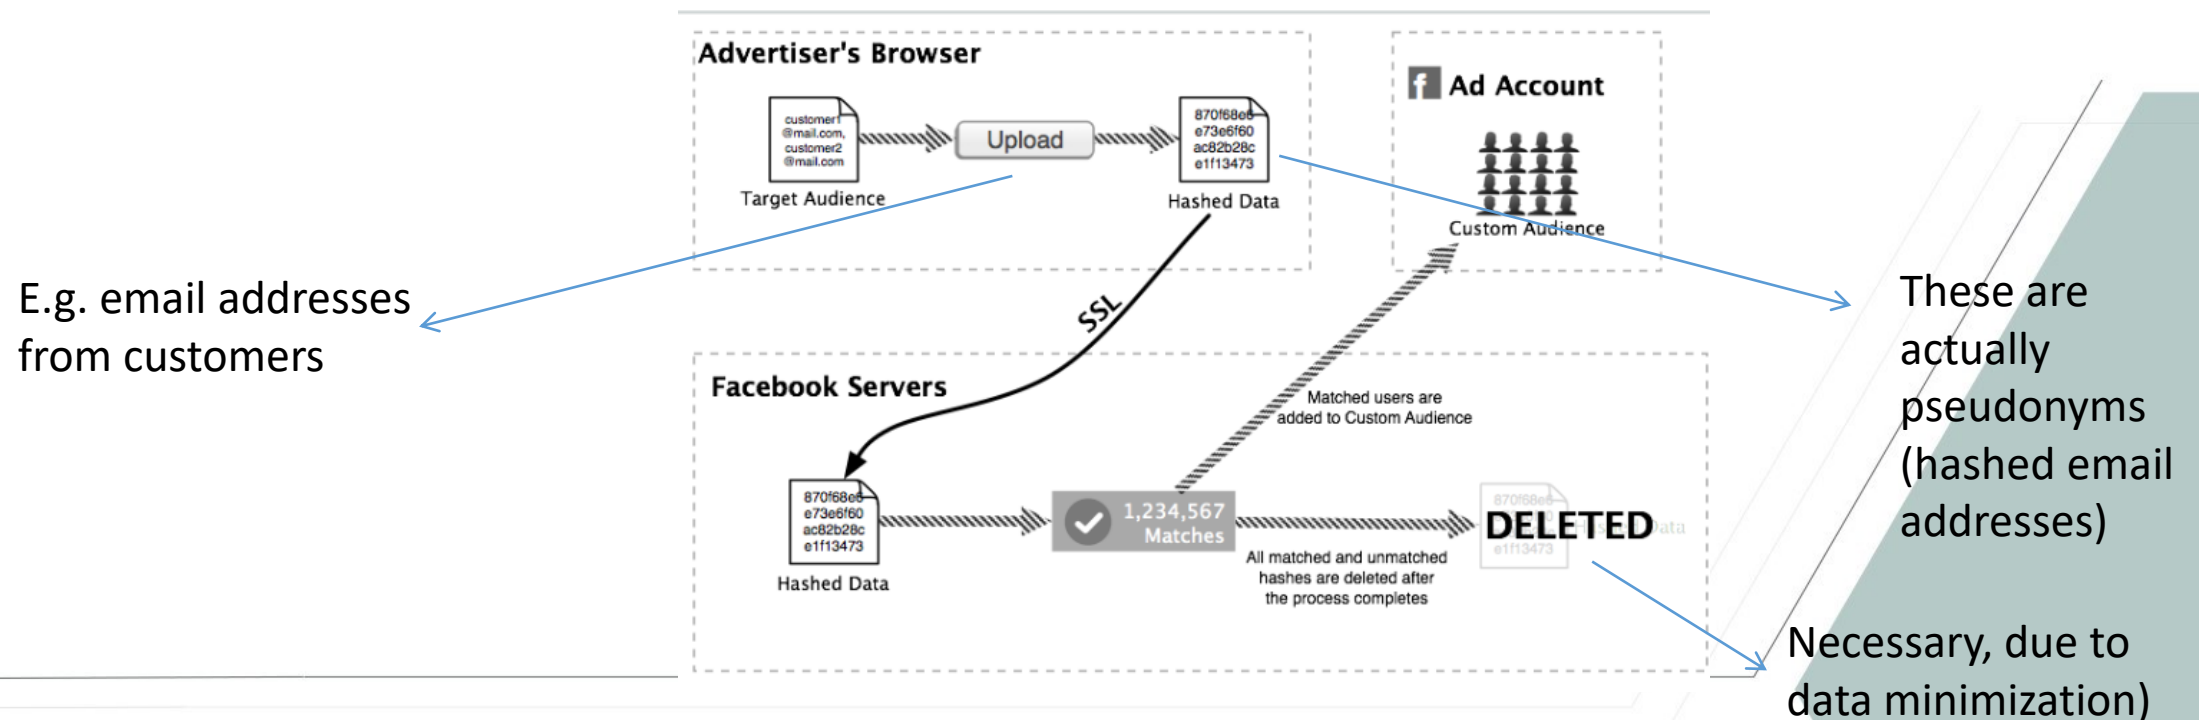 Advertiser's Browser
customer1
@mail.com,
customer2
@mail.com
Target Audience
Upload
870f68e6
e73e6f60
ac82b28c
e1f13473
Hashed Data
f Ad Account
Custom Audience
E.g. email addresses
from customers
SSL
These are
actually
pseudonyms
(hashed email
addresses)
Facebook Servers
Matched users are
added to Custom Audience
870f68e6
e73e6f60
ac82b28c
e1f13473
Hashed Data
1,234,567
Matches
All matched and unmatched
hashes are deleted after
the process completes
870f68e6
DELETED
e1f13473
Data
Necessary, due to
data minimization)